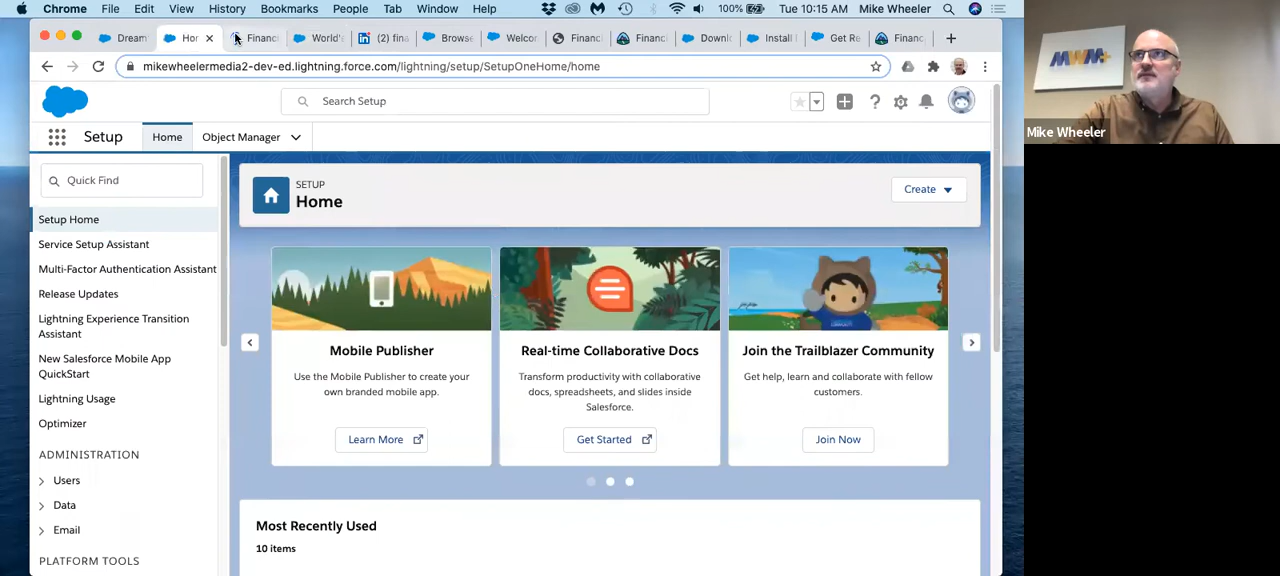 Chrome File Edit View History Bookmarks People Tab Window Help 100% Tue 10:15 AM Mike Wheeler
Dream Hor Financ World's (2) fina Browse Welcor Financi Financi Downlo Install Get Re Financ
mikewheelermedia2-dev-ed.lightning.force.com/lightning/setup/SetupOneHome/home
MWM+
Mike Wheeler
Search Setup
Setup Home Object Manager
Quick Find
SETUP
Home
Create
Setup Home
Service Setup Assistant
Multi-Factor Authentication Assistant
Release Updates
Lightning Experience Transition
Assistant
New Salesforce Mobile App
QuickStart
Lightning Usage
Optimizer
ADMINISTRATION
Users
Data
Email
PLATFORM TOOLS
Mobile Publisher
Use the Mobile Publisher to create your
own branded mobile app.
Learn More
Real-time Collaborative Docs
Transform productivity with collaborative
docs, spreadsheets, and slides inside
Salesforce.
Get Started
Join the Trailblazer Community
Get help, learn and collaborate with fellow
customers.
Join Now
Most Recently Used
10 items